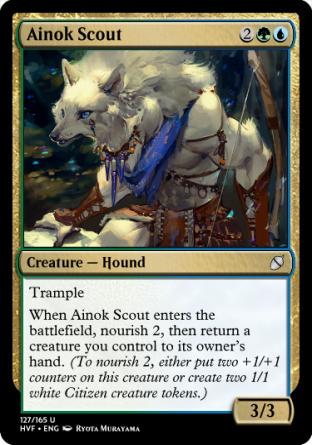 Ainok Scout 2
Creature — Hound
Trample
When Ainok Scout enters the
battlefield, nourish 2, then return a
creature you control to its owner's
hand. (To nourish 2, either put two +1/+1
counters on this creature or create two 1/1
white Citizen creature tokens.)
3/3
127/165 U
HVF • ENG Ryota Murayama